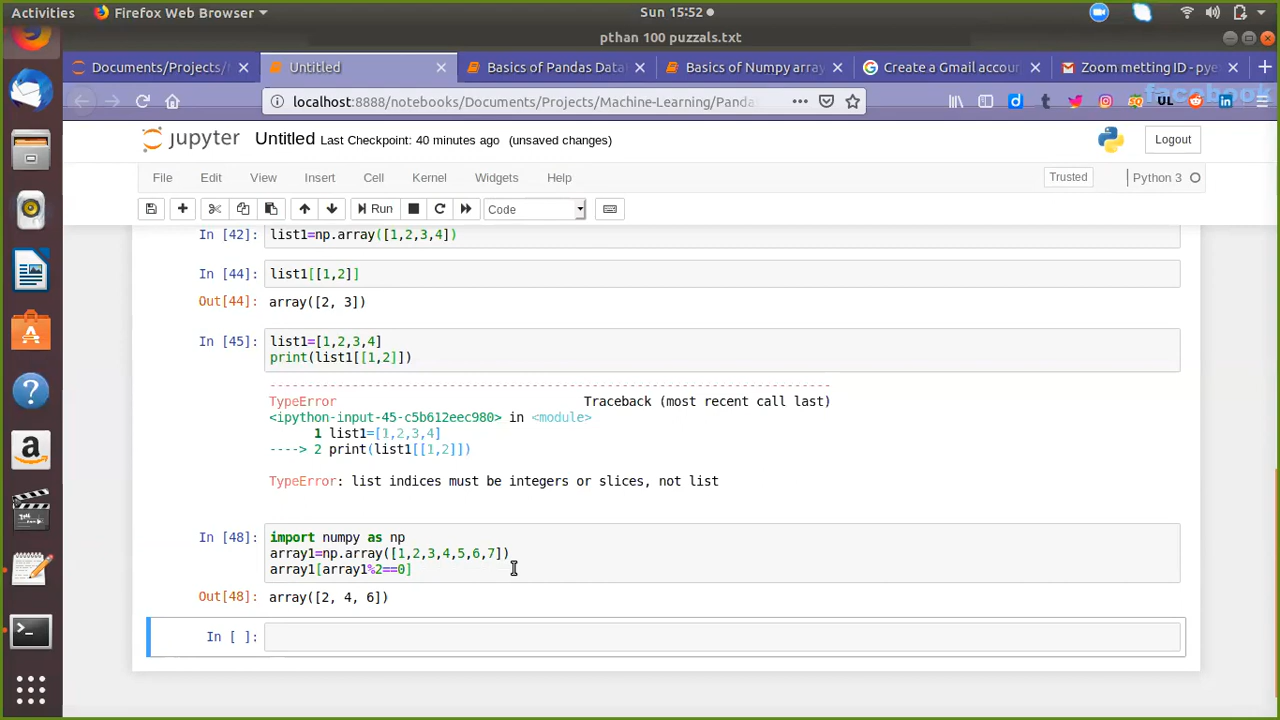 Activities Firefox Web Browser Sun 15:52
pthan 100 puzzals.txt
Documents/Projects/ Untitled Basics of Pandas Data Basics of Numpy array Create a Gmail accou Zoom metting ID - pye
localhost:8888/notebooks/Documents/Projects/Machine-Learning/Panda
facobook
jupyter Untitled Last Checkpoint: 40 minutes ago (unsaved changes) Logout
File Edit View Insert Cell Kernel Widgets Help Trusted Python 3
Run Code
In [42]: list1=np.array([1,2,3,4])
In [44]: list1[[1,2]]
Out[44]: array([2, 3])
In [45]: list1=[1,2,3,4]
print(list1[[1,2]])
---------------------------------------------------------------------------
TypeError Traceback (most recent call last)
<ipython-input-45-c5b612eec980> in <module>
1 list1=[1,2,3,4]
----> 2 print(list1[[1,2]])
TypeError: list indices must be integers or slices, not list
In [48]: import numpy as np
array1=np.array([1,2,3,4,5,6,7])
array1[array1%2==0]
Out[48]: array([2, 4, 6])
In [ ]: